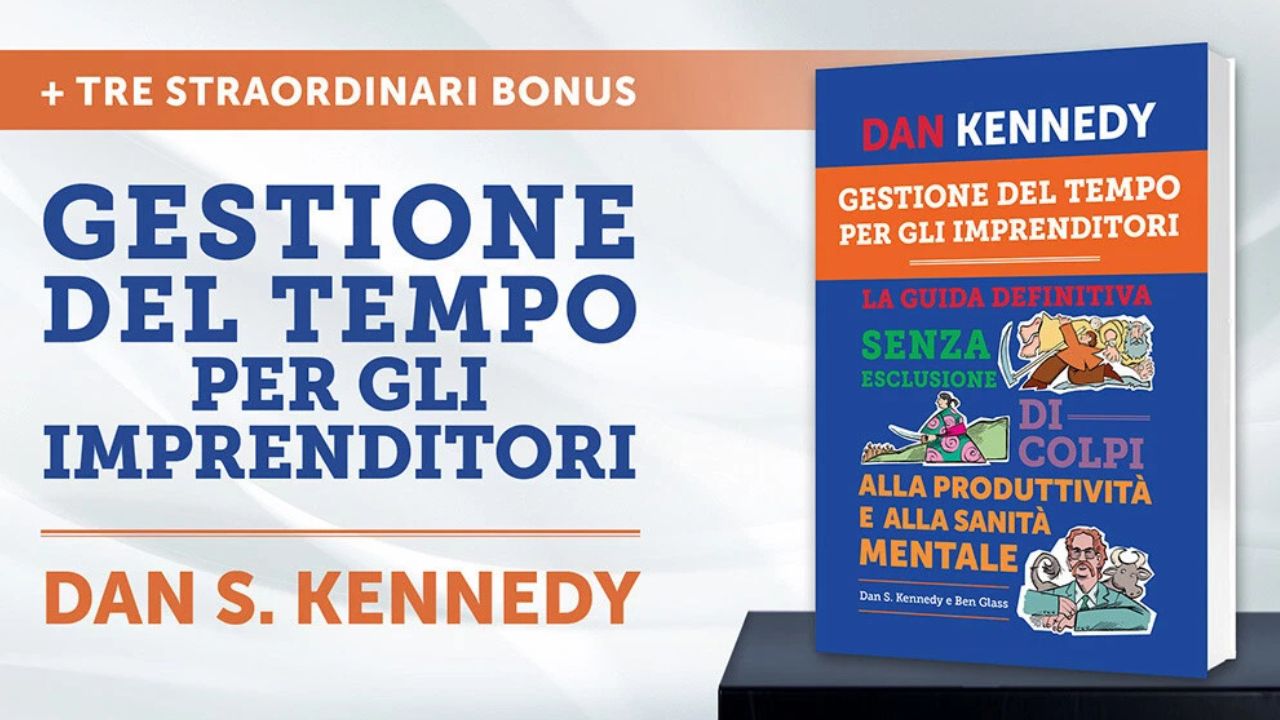 + TRE STRAORDINARI BONUS
GESTIONE
DEL TEMPO
PER GLI
IMPRENDITORI
DAN S. KENNEDY
DAN KENNEDY
GESTIONE DEL TEMPO
PER GLI IMPRENDITORI
LA GUIDA DEFINITIVA
SENZA
ESCLUSIONE
DI
COLPI
ALLA PRODUTTIVITÀ
E ALLA SANITÀ
MENTALE
Dan S. Kennedy e Ben Glass